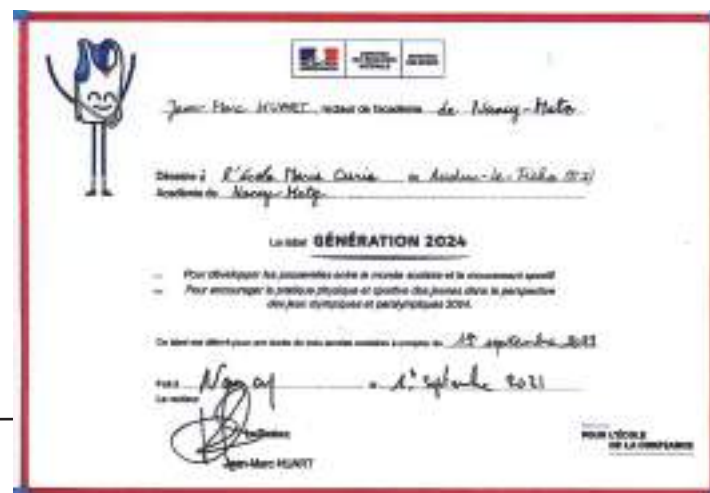 Jean-Marc HUART, recteur de l'académie de Nancy-Metz
Décerne à l'école Marie Curie Audun-le-Tiche
Académie de Nancy-Metz
Le label GÉNÉRATION 2024
Pour développer les passerelles entre le monde scolaire et le mouvement sportif
Pour encourager la pratique physique et sportive des jeunes dans la perspective
des jeux olympiques et paralympiques 2024.
Ce label est délivré pour une durée de trois années scolaires à compter du 1er septembre
Fait à Nancy 1er septembre 2021
Le recteur
Jean-Marc HUART
POUR L'ÉCOLE
DE LA CONFIANCE